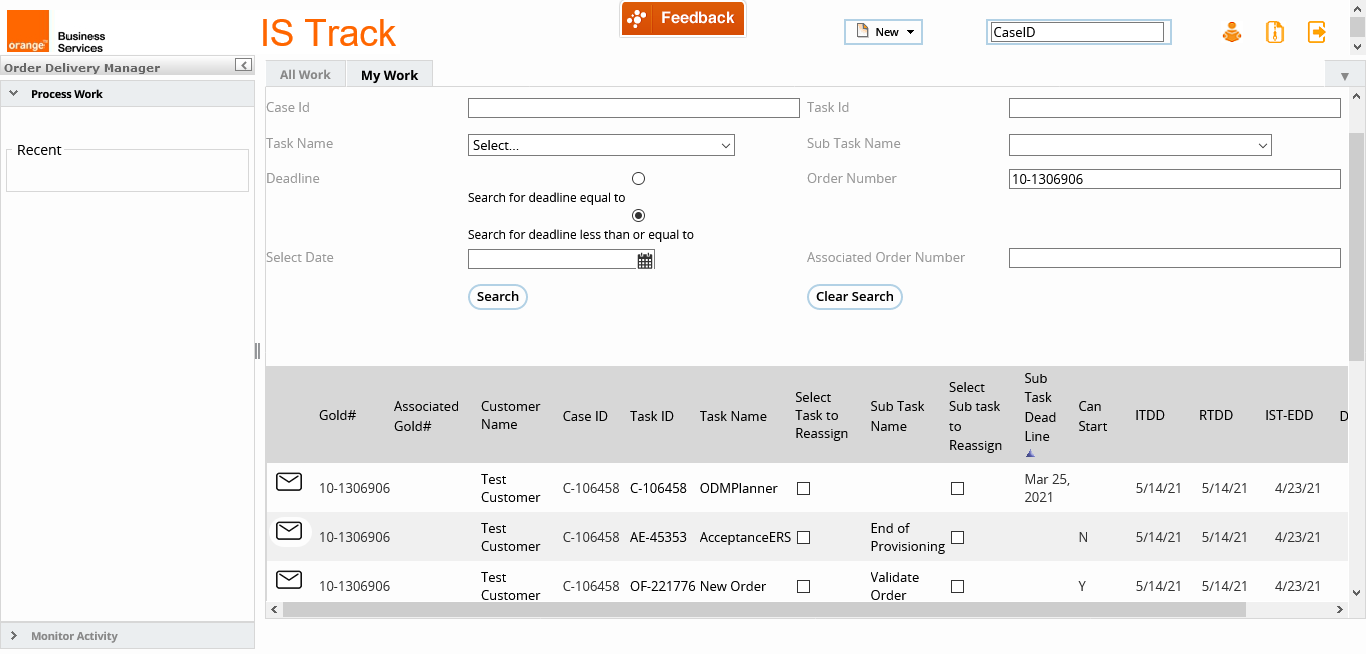 orange™
Business
Services
IS Track
Feedback
New
CaseID
Order Delivery Manager
All Work
My Work
Process Work
Recent
Monitor Activity
Case Id
Task Id
Task Name
Select...
Sub Task Name
Deadline
Search for deadline equal to
Search for deadline less than or equal to
Order Number
10-1306906
Select Date
Associated Order Number
Search
Clear Search
Gold#
Associated
Gold#
Customer
Name
Case ID
Task ID
Task Name
Select
Task to
Reassign
Sub Task
Name
Select
Sub task
to
Reassign
Sub
Task
Dead
Line
Can
Start
ITDD
RTDD
IST-EDD
D
10-1306906 Test Customer C-106458 C-106458 ODMPlanner Mar 25, 2021 5/14/21 5/14/21 4/23/21
10-1306906 Test Customer C-106458 AE-45353 AcceptanceERS End of Provisioning N 5/14/21 5/14/21 4/23/21
10-1306906 Test Customer C-106458 OF-221776 New Order Validate Order Y 5/14/21 5/14/21 4/23/21